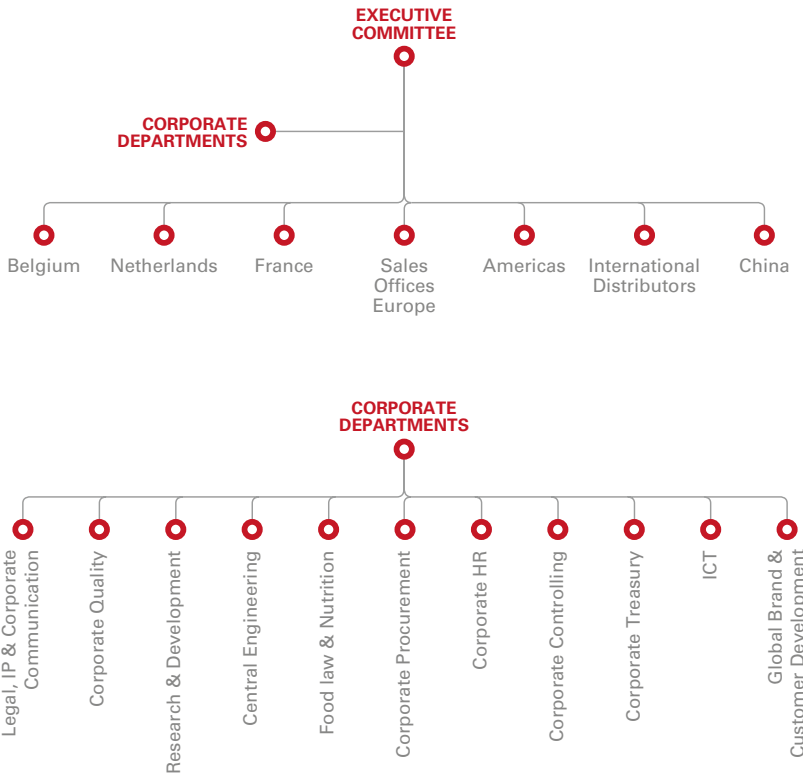 EXECUTIVE
COMMITTEE
CORPORATE
DEPARTMENTS
Belgium
Netherlands
France
Sales
Offices
Europe
Americas
International
Distributors
China
CORPORATE
DEPARTMENTS
Legal, IP & Corporate
Communication
Corporate Quality
Research & Development
Central Engineering
Food law & Nutrition
Corporate Procurement
Corporate HR
Corporate Controlling
Corporate Treasury
ICT
Global Brand &
Customer Development